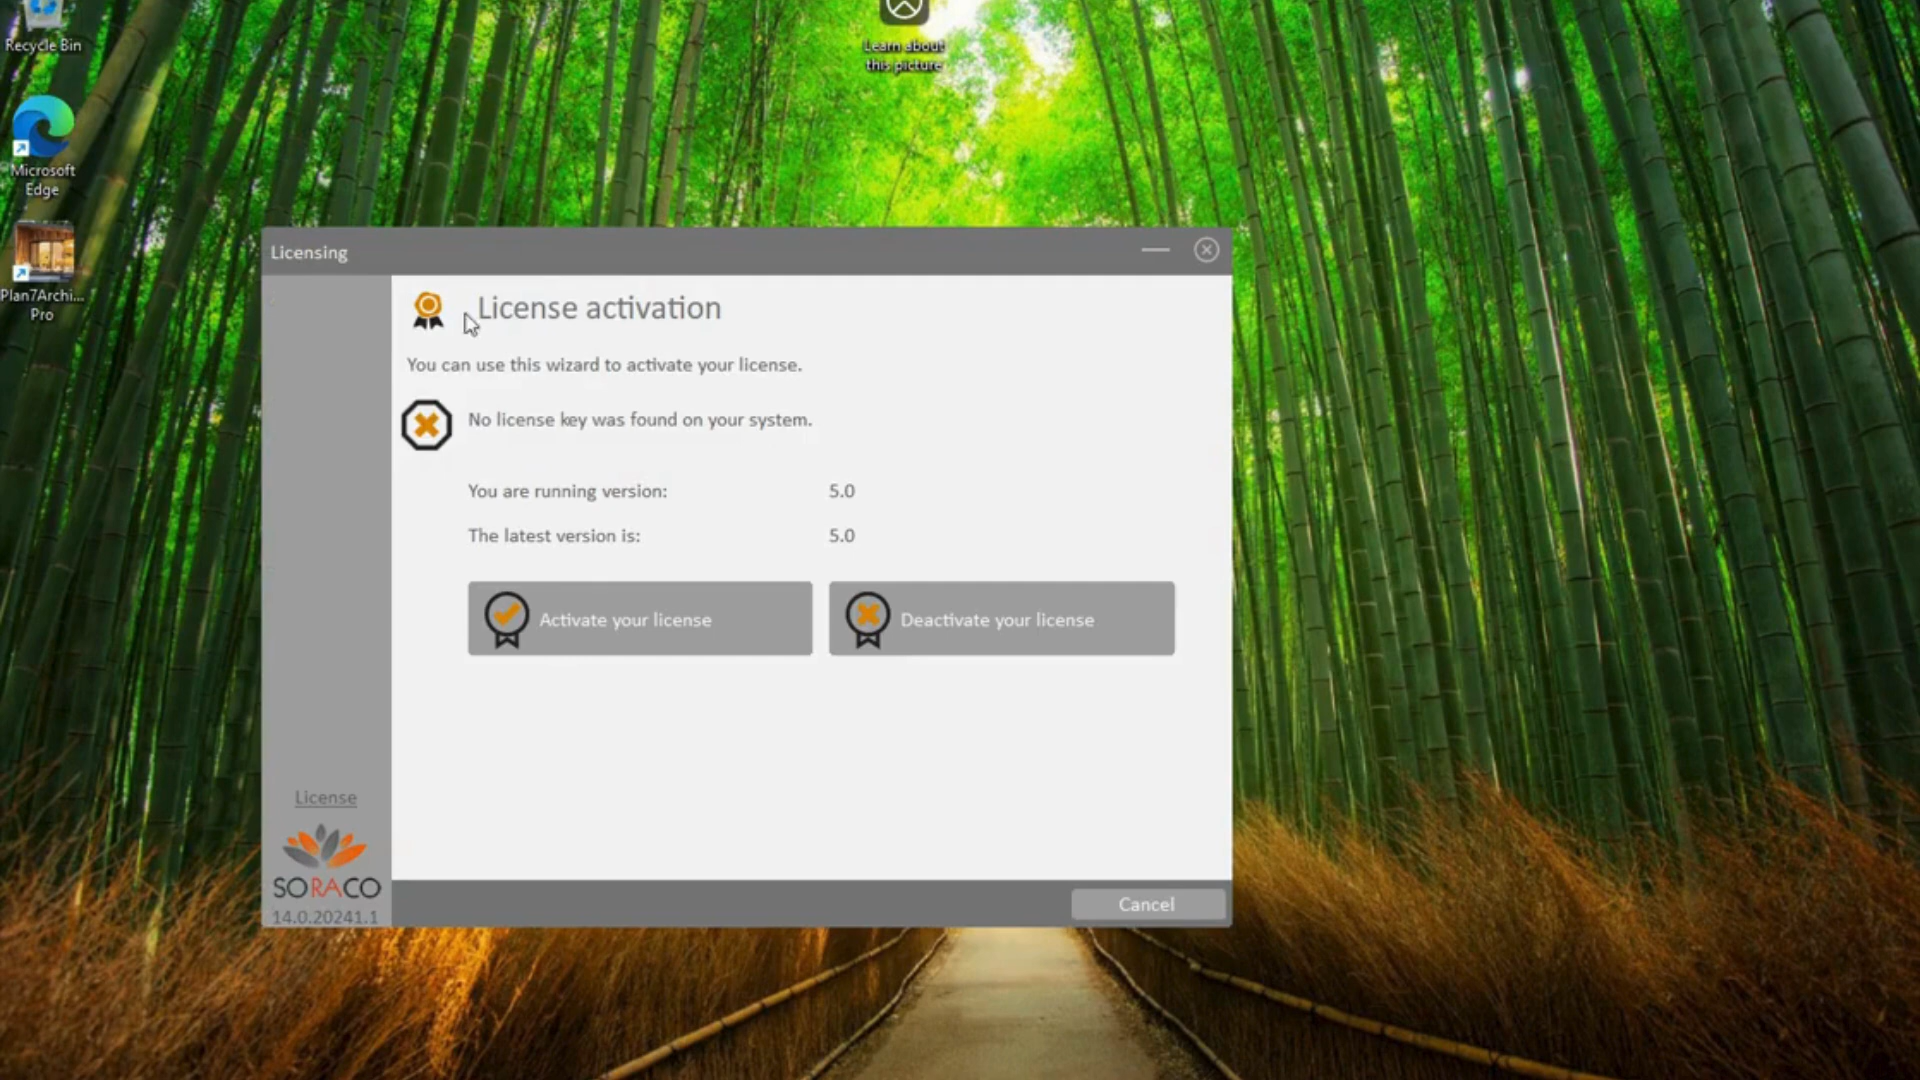 Recycle Bin
Learn about
this picture
Microsoft
Edge
Plan7Archi...
Pro
Licensing
License activation
You can use this wizard to activate your license.
No license key was found on your system.
You are running version: 5.0
The latest version is: 5.0
Activate your license
Deactivate your license
License
SORACO
14.0.20241.1
Cancel